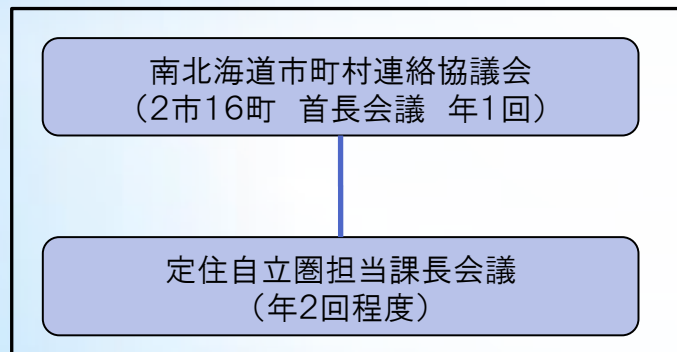 南北海道市町村連絡協議会
（2市16町　首長会議　年1回）
定住自立圏担当課長会議
（年2回程度）